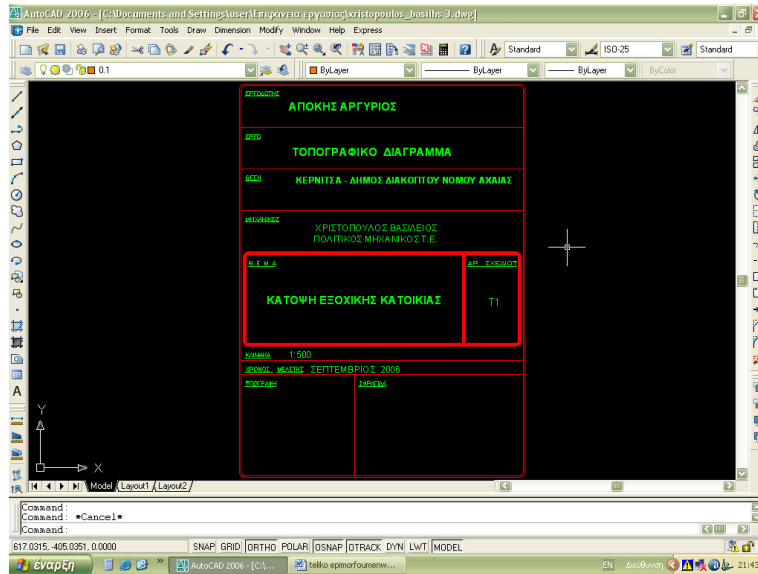 AutoCAD 2006 - [C:\Documents and Settings\user\Επιφάνεια εργασίας\xristopoulos_basilhs 3.dwg]
File Edit View Insert Format Tools Draw Dimension Modify Window Help Express
Standard ISO-25 Standard
0.1 ByLayer ByLayer ByLayer ByColor
ΕΡΓΟΔΟΤΗΣ
ΑΠΟΚΗΣ ΑΡΓΥΡΙΟΣ
ΕΡΓΟ
ΤΟΠΟΓΡΑΦΙΚΟ ΔΙΑΓΡΑΜΜΑ
ΘΕΣΗ
ΚΕΡΝΙΤΣΑ - ΔΗΜΟΣ ΔΙΑΚΟΠΤΟΥ ΝΟΜΟΥ ΑΧΑΙΑΣ
ΜΗΧΑΝΙΚΟΣ
ΧΡΙΣΤΟΠΟΥΛΟΣ ΒΑΣΙΛΕΙΟΣ
ΠΟΛΙΤΙΚΟΣ ΜΗΧΑΝΙΚΟΣ Τ.Ε.
Θ Ε Μ Α ΑΡ. ΣΧΕΔΙΟΥ
ΚΑΤΟΨΗ ΕΞΟΧΙΚΗΣ ΚΑΤΟΙΚΙΑΣ Τ1
ΚΛΙΜΑΚΑ 1:500
ΧΡΟΝΟΣ ΜΕΛΕΤΗΣ ΣΕΠΤΕΜΒΡΙΟΣ 2006
ΥΠΟΓΡΑΦΗ ΣΦΡΑΓΙΔΑ
Y
X
Model Layout1 Layout2
Command:
Command: *Cancel*
Command:
617.0315, -405.0351, 0.0000 SNAP GRID ORTHO POLAR OSNAP OTRACK DYN LWT MODEL
έναρξη AutoCAD 2006 - [C:\... teliko epimorfoumenw... EN Διεύθυνση 21:43